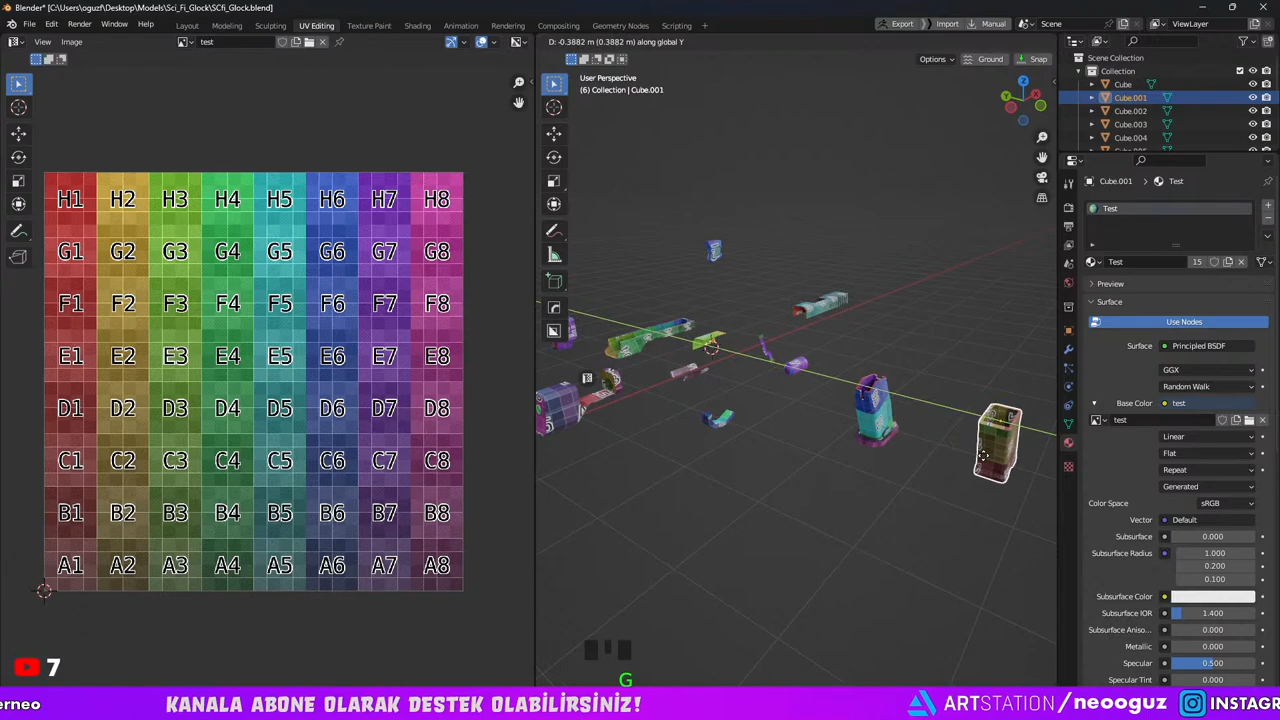 Blender* [C:\Users\oguzf\Desktop\Models\Sci_Fi_Glock\SCfi_Glock.blend]
File Edit Render Window Help
Layout Modeling Sculpting UV Editing Texture Paint Shading Animation Rendering Compositing Geometry Nodes Scripting
Export Import Manual Scene ViewLayer
View Image test
D: -0.3882 m (0.3882 m) along global Y
Options Ground Snap
Scene Collection
Collection
Cube
Cube.001
Cube.002
Cube.003
Cube.004
User Perspective
(6) Collection | Cube.001
Z
X
Y
Cube.001 Test
Test
Test 15
Preview
Surface
Use Nodes
Surface: Principled BSDF
GGX
Random Walk
Base Color test
test
Linear
Flat
Repeat
Generated
Color Space sRGB
Vector Default
Subsurface 0.000
Subsurface Radius 1.000
0.200
0.100
Subsurface Color
Subsurface IOR 1.400
Subsurface Aniso... 0.000
Metallic 0.000
Specular 0.500
Specular Tint 0.000
H1 H2 H3 H4 H5 H6 H7 H8
G1 G2 G3 G4 G5 G6 G7 G8
F1 F2 F3 F4 F5 F6 F7 F8
E1 E2 E3 E4 E5 E6 E7 E8
D1 D2 D3 D4 D5 D6 D7 D8
C1 C2 C3 C4 C5 C6 C7 C8
B1 B2 B3 B4 B5 B6 B7 B8
A1 A2 A3 A4 A5 A6 A7 A8
7
G
erneo KANALA ABONE OLARAK DESTEK OLABİLİRSİNİZ! ARTSTATION/neooguz INSTAGR